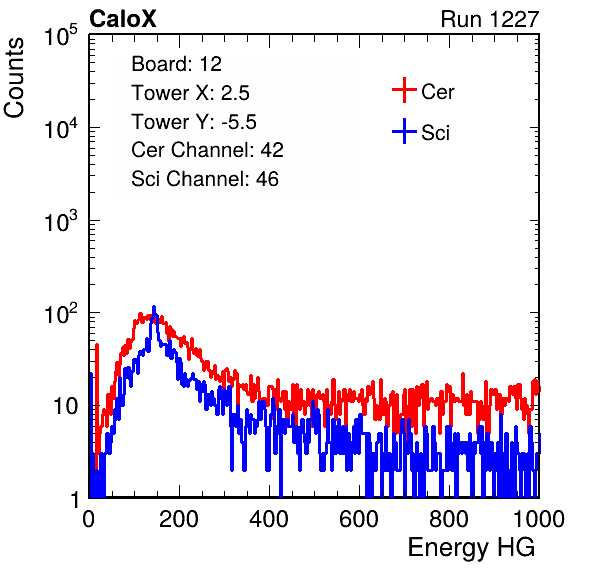 CaloX Run 1227
Counts
Board: 12
Tower X: 2.5
Tower Y: -5.5
Cer Channel: 42
Sci Channel: 46
Cer
Sci
10^5
10^4
10^3
10^2
10
1
0 200 400 600 800 1000
Energy HG